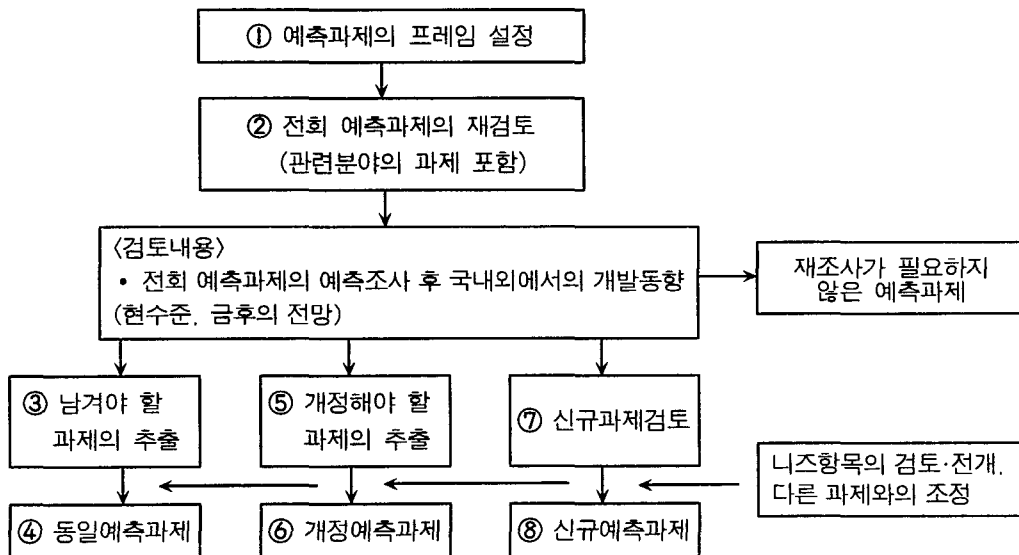 ① 예측과제의 프레임 설정
② 전회 예측과제의 재검토
(관련분야의 과제 포함)
〈검토내용〉
• 전회 예측과제의 예측조사 후 국내외에서의 개발동향
(현수준, 금후의 전망)
재조사가 필요하지
않은 예측과제
③ 남겨야 할
과제의 추출
⑤ 개정해야 할
과제의 추출
⑦ 신규과제검토
니즈항목의 검토·전개,
다른 과제와의 조정
④ 동일예측과제
⑥ 개정예측과제
⑧ 신규예측과제